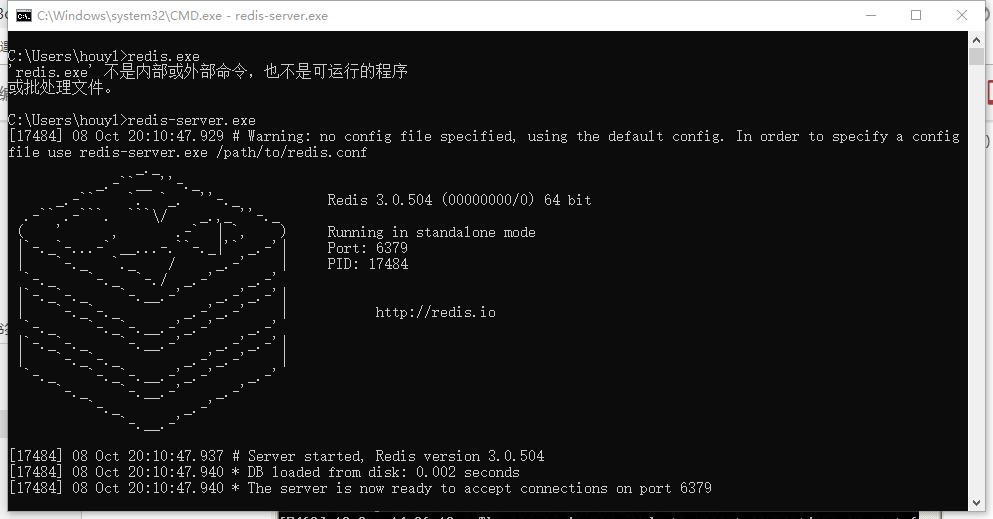 C:\Windows\system32\CMD.exe - redis-server.exe
C:\Users\houyl>redis.exe
'redis.exe' 不是内部或外部命令，也不是可运行的程序
或批处理文件。
C:\Users\houyl>redis-server.exe
[17484] 08 Oct 20:10:47.929 # Warning: no config file specified, using the default config. In order to specify a config
file use redis-server.exe /path/to/redis.conf
Redis 3.0.504 (00000000/0) 64 bit
Running in standalone mode
Port: 6379
PID: 17484
http://redis.io
[17484] 08 Oct 20:10:47.937 # Server started, Redis version 3.0.504
[17484] 08 Oct 20:10:47.940 * DB loaded from disk: 0.002 seconds
[17484] 08 Oct 20:10:47.940 * The server is now ready to accept connections on port 6379